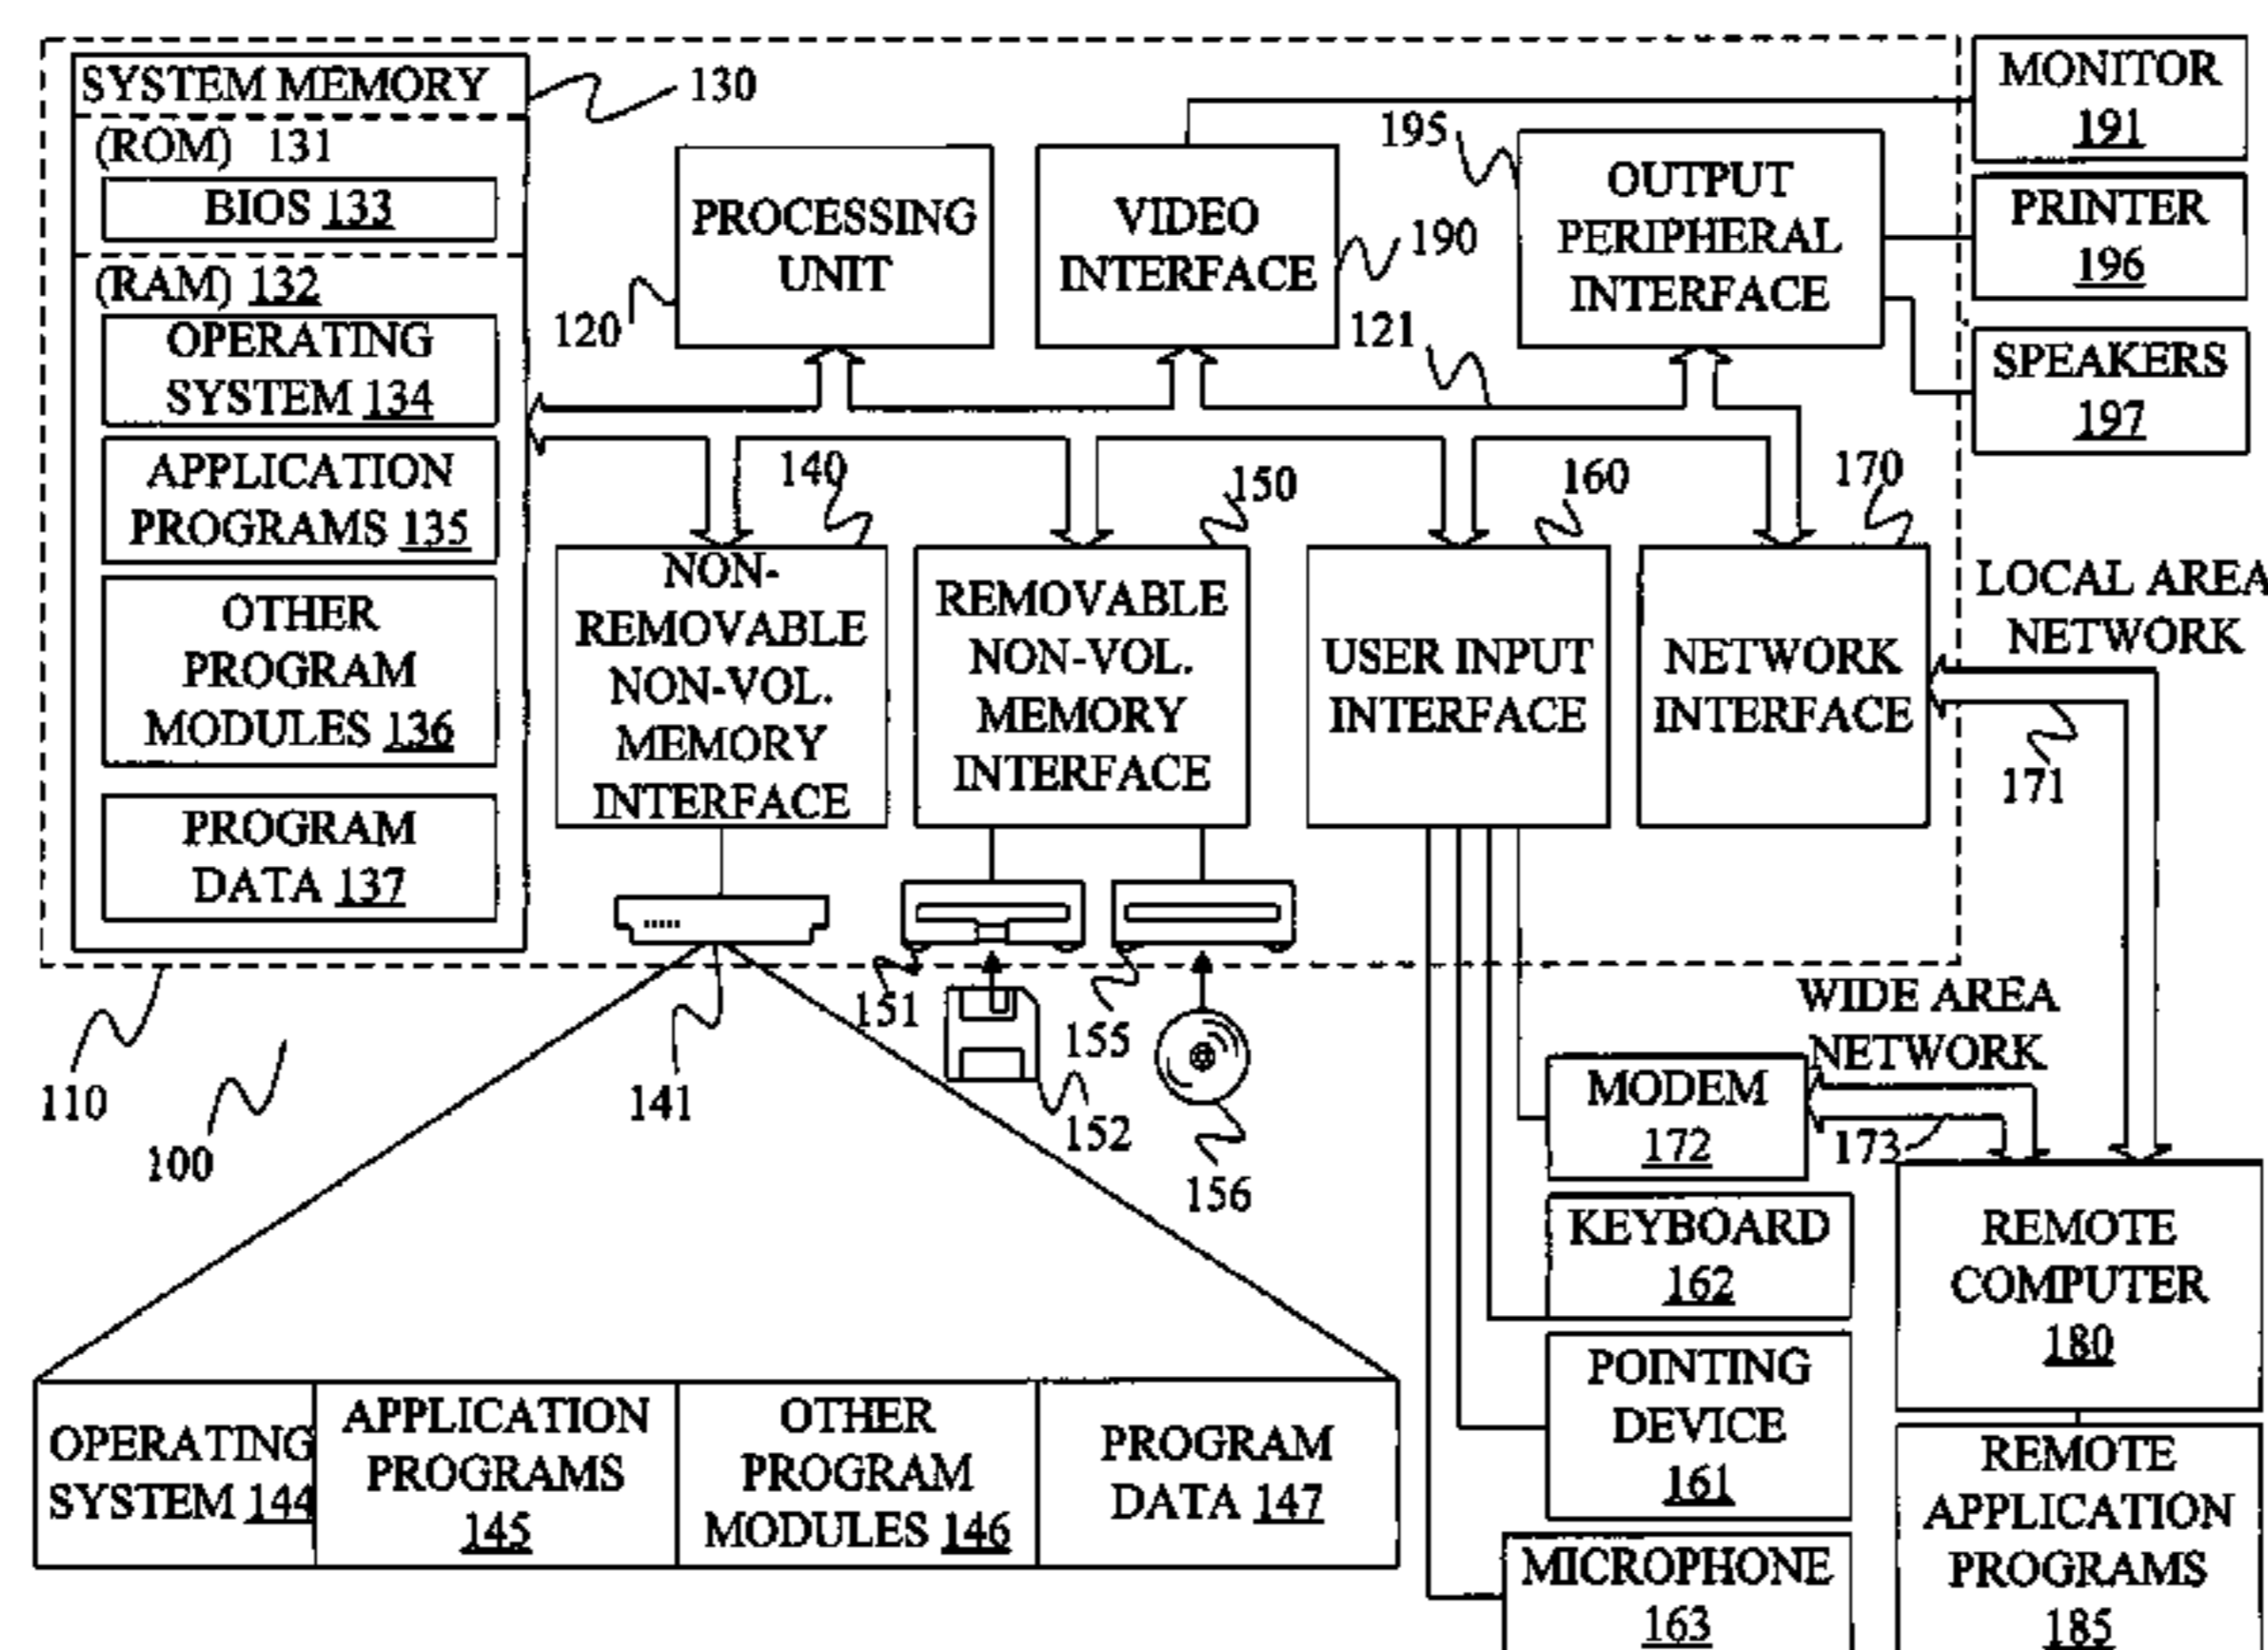 SYSTEM MEMORY
130
(ROM) 131
BIOS 133
(RAM) 132
OPERATING
SYSTEM 134
APPLICATION
PROGRAMS 135
OTHER
PROGRAM
MODULES 136
PROGRAM
DATA 137
PROCESSING
UNIT
120
VIDEO
INTERFACE
190
121
195
OUTPUT
PERIPHERAL
INTERFACE
MONITOR
191
PRINTER
196
SPEAKERS
197
140
NON-
REMOVABLE
NON-VOL.
MEMORY
INTERFACE
150
REMOVABLE
NON-VOL.
MEMORY
INTERFACE
160
USER INPUT
INTERFACE
170
NETWORK
INTERFACE
LOCAL AREA
NETWORK
171
110
100
141
151
152
155
156
WIDE AREA
NETWORK
MODEM
172
173
KEYBOARD
162
POINTING
DEVICE
161
MICROPHONE
163
REMOTE
COMPUTER
180
REMOTE
APPLICATION
PROGRAMS
185
OPERATING
SYSTEM 144
APPLICATION
PROGRAMS
145
OTHER
PROGRAM
MODULES 146
PROGRAM
DATA 147